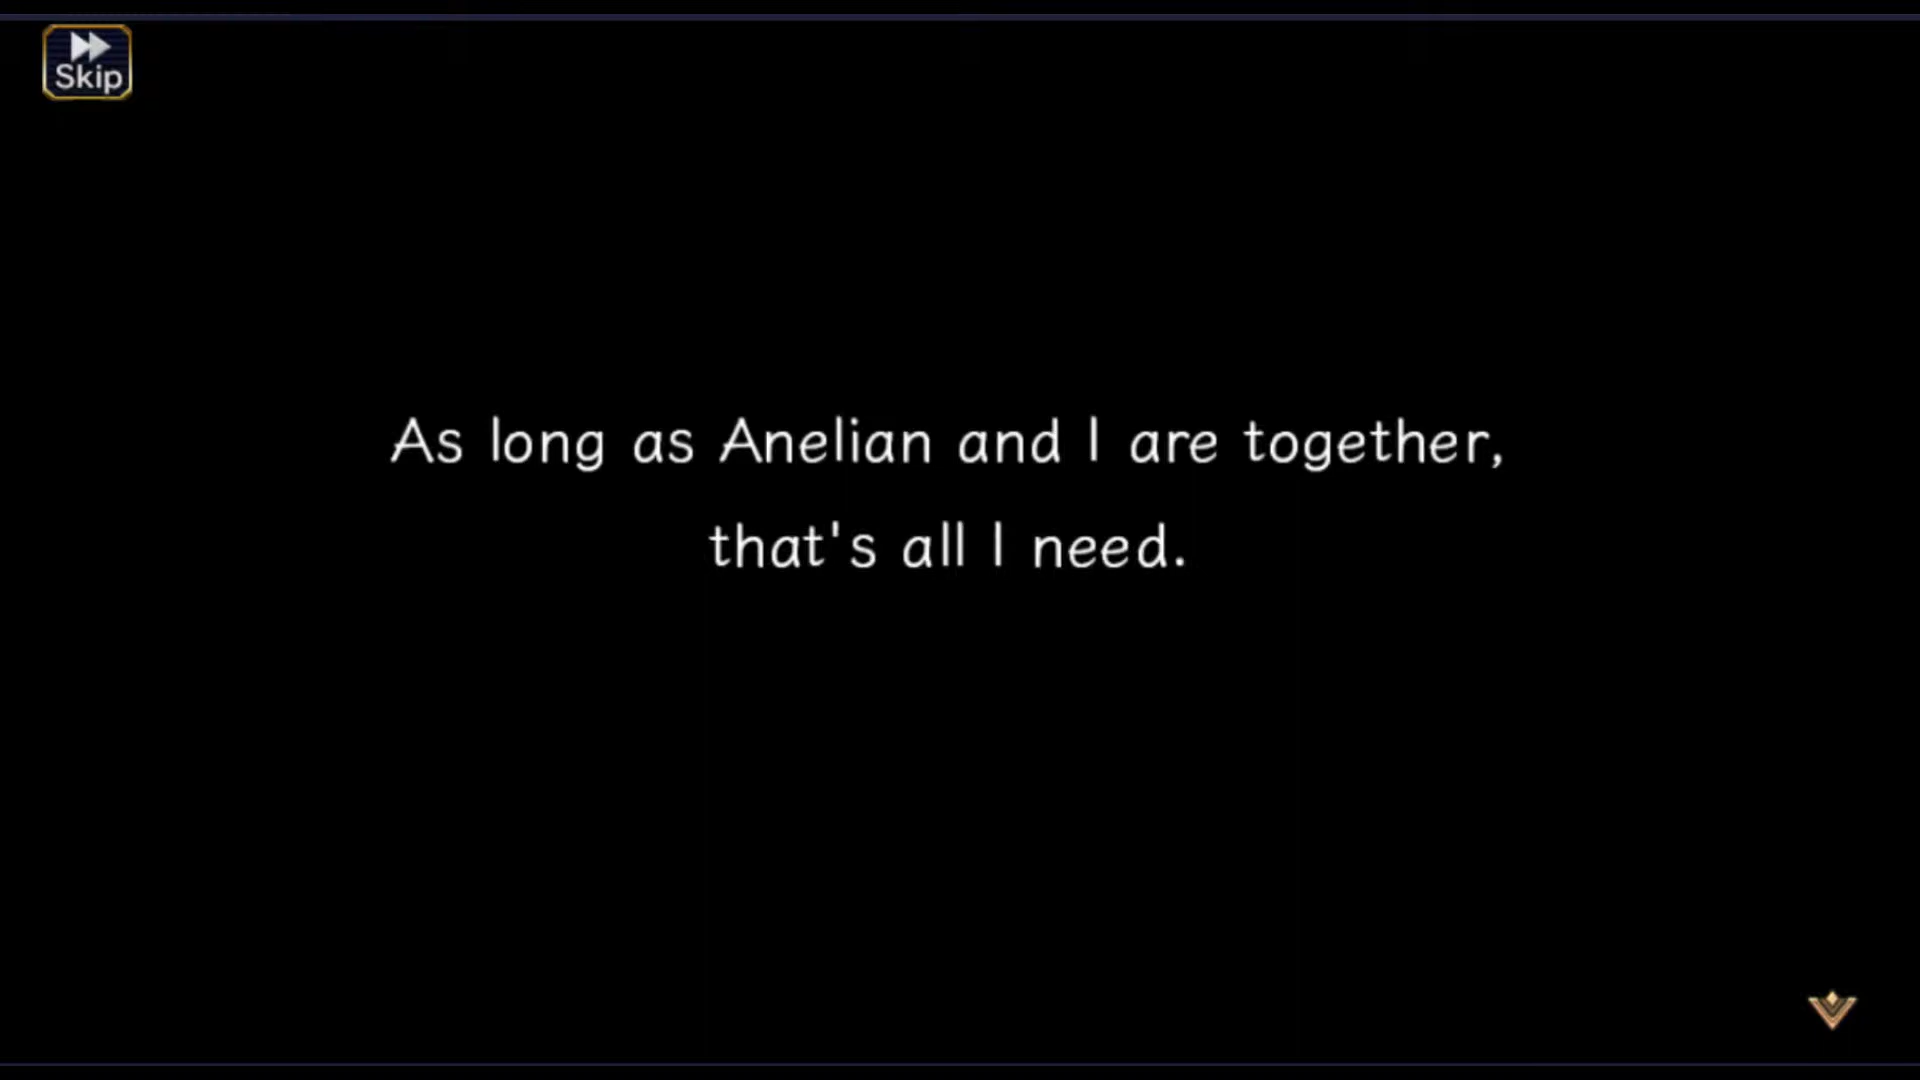 Skip
As long as Anelian and I are together,
that's all I need.